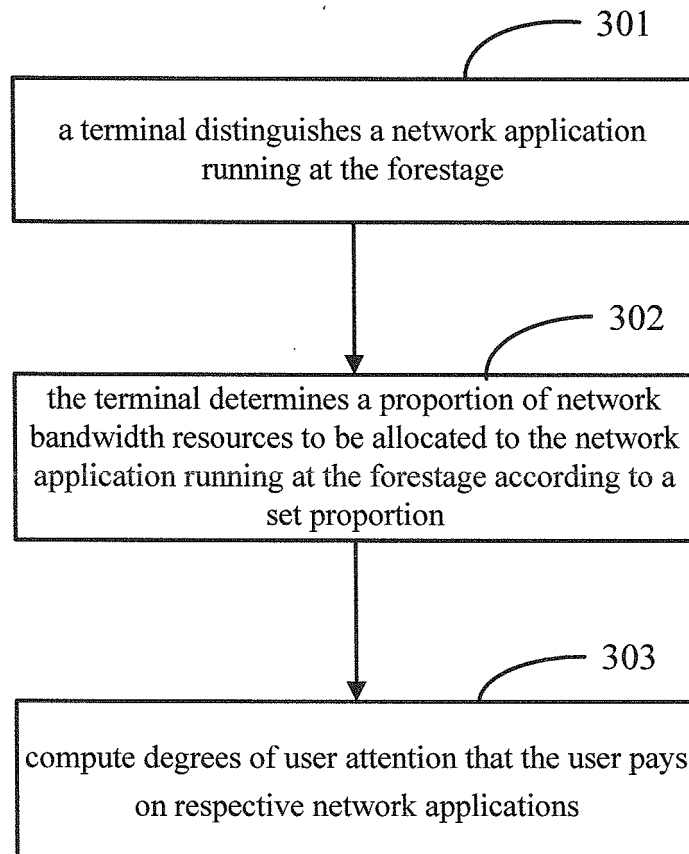 301
a terminal distinguishes a network application
running at the forestage
302
the terminal determines a proportion of network
bandwidth resources to be allocated to the network
application running at the forestage according to a
set proportion
303
compute degrees of user attention that the user pays
on respective network applications